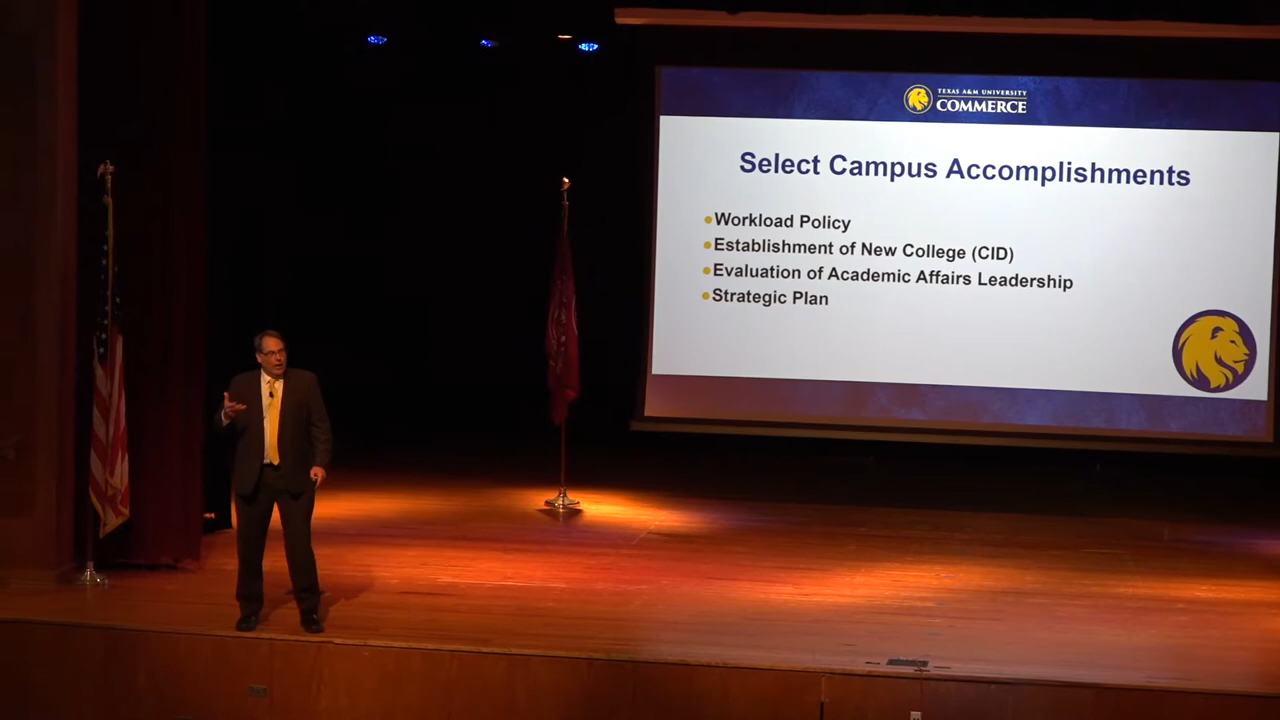 TEXAS A&M UNIVERSITY
COMMERCE
Select Campus Accomplishments
Workload Policy
Establishment of New College (CID)
Evaluation of Academic Affairs Leadership
Strategic Plan